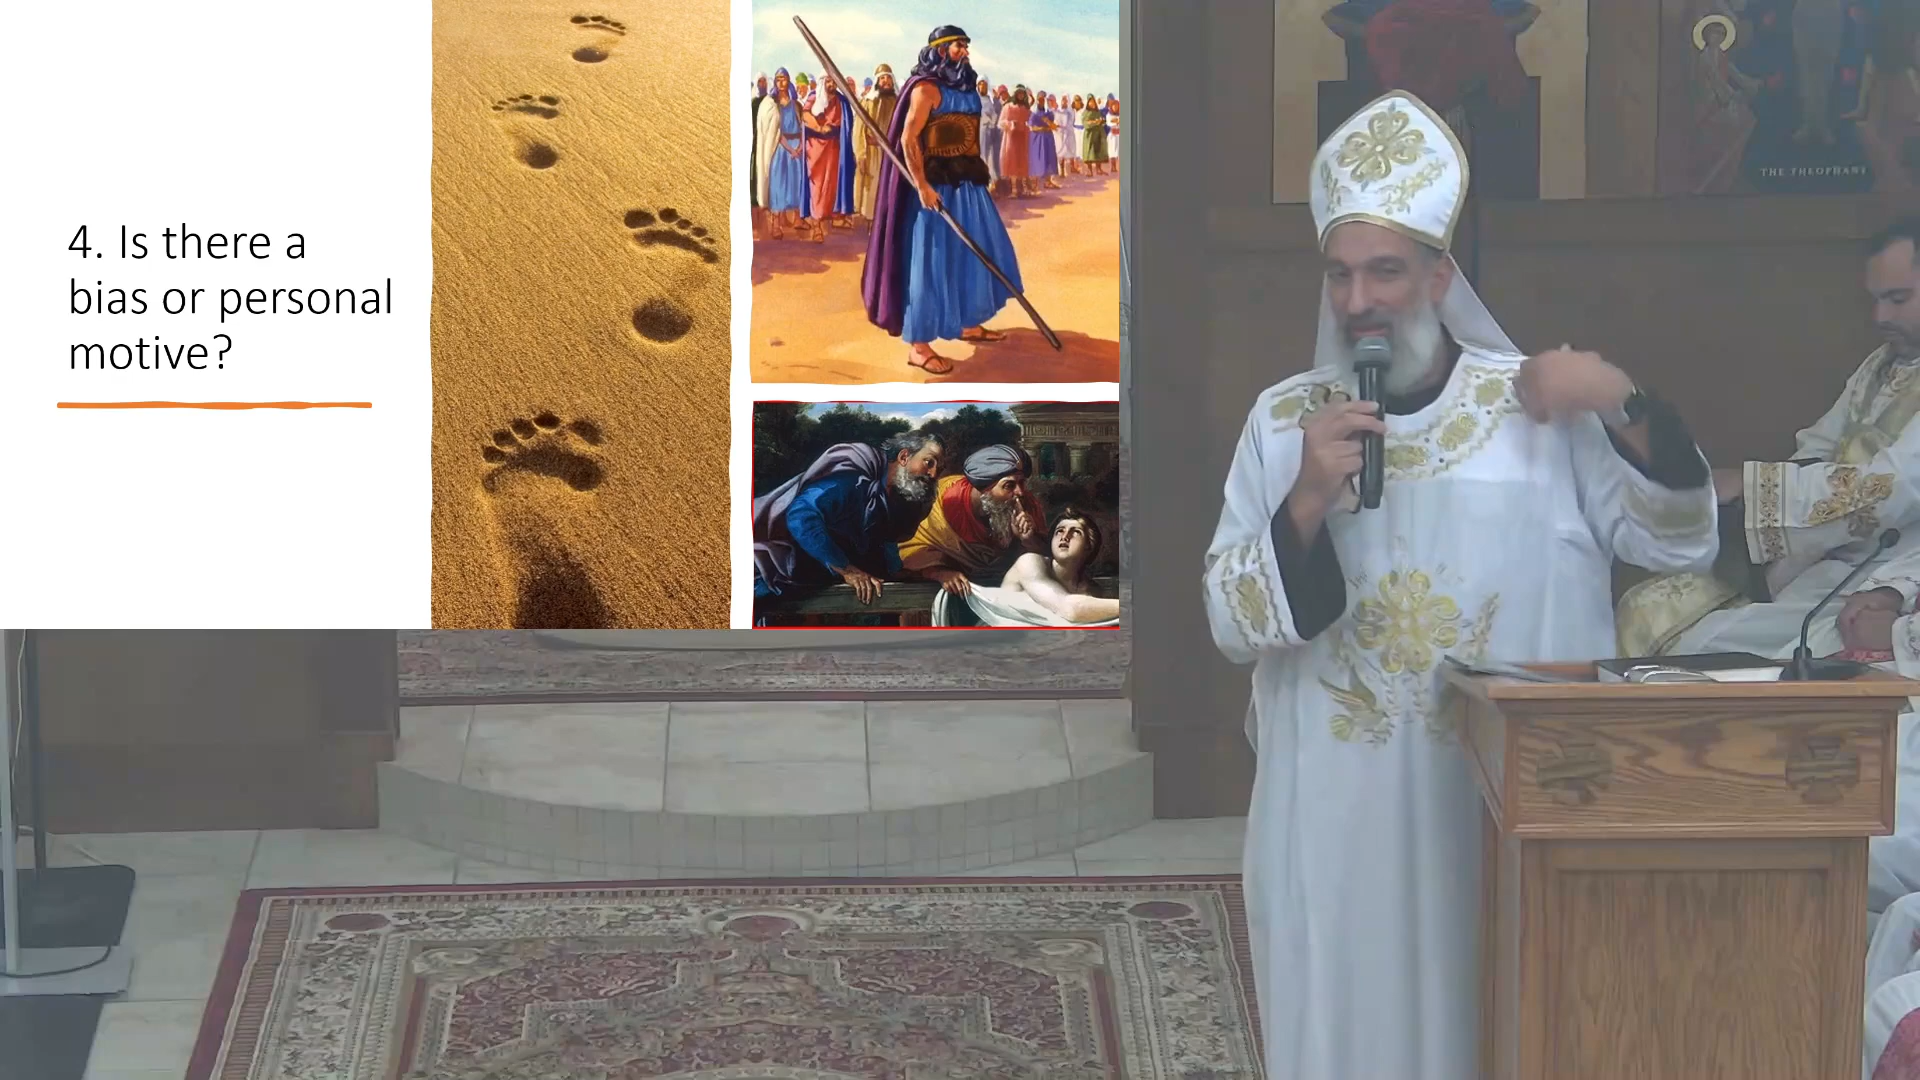 4. Is there a
bias or personal
motive?
THE THEOPHANY